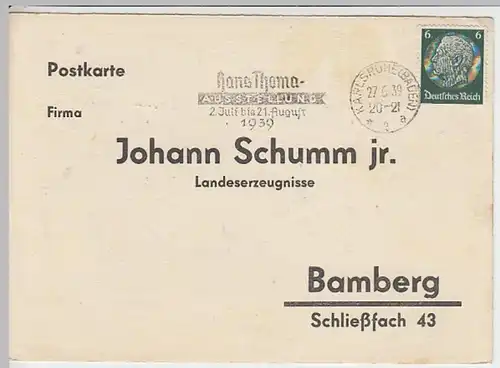 6 6
Deutsches Reich
KARLSRUHE (BADEN)
27.6.39
20-21
* a
Hans Thoma-
AUSSTELLUNG
2. Juli bis 21. August
1939
Postkarte
Firma
Johann Schumm jr.
Landeserzeugnisse
Bamberg
Schließfach 43